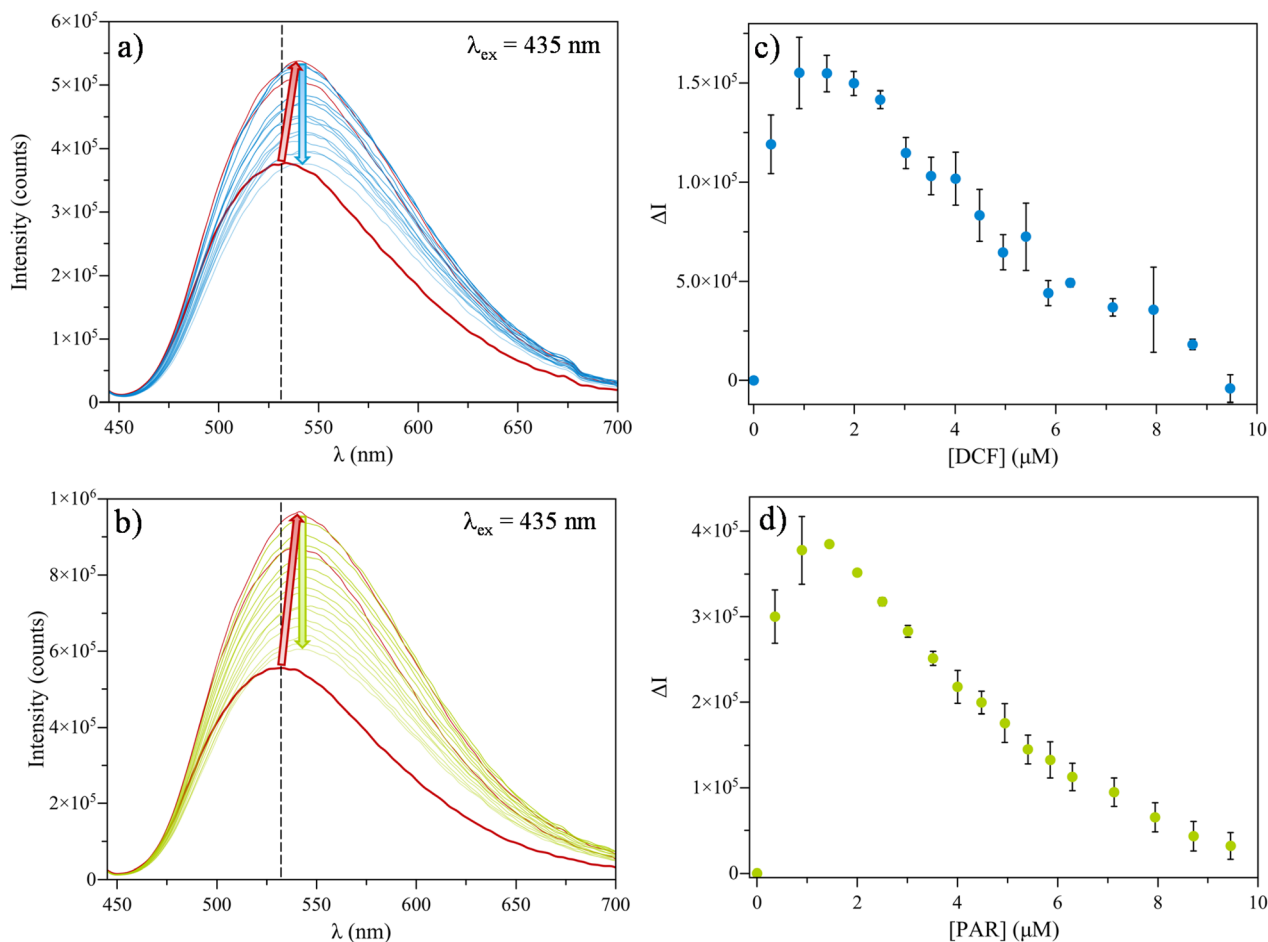 a)
λex = 435 nm
6×10⁵
5×10⁵
4×10⁵
3×10⁵
2×10⁵
1×10⁵
0
Intensity (counts)
450 500 550 600 650 700
λ (nm)
c)
1.5×10⁵
1.0×10⁵
5.0×10⁴
0
ΔI
0 2 4 6 8 10
[DCF] (μM)
b)
λex = 435 nm
1×10⁶
8×10⁵
6×10⁵
4×10⁵
2×10⁵
0
Intensity (counts)
450 500 550 600 650 700
λ (nm)
d)
4×10⁵
3×10⁵
2×10⁵
1×10⁵
0
ΔI
0 2 4 6 8 10
[PAR] (μM)